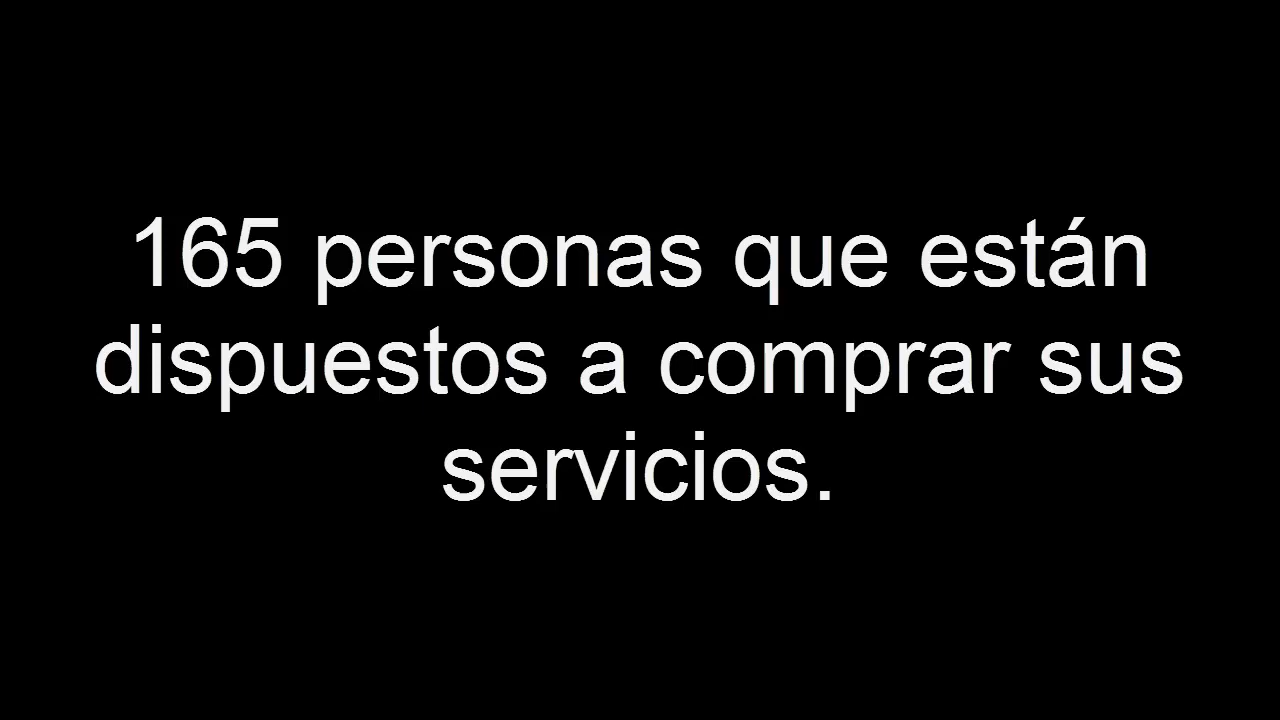 165 personas que están
dispuestos a comprar sus
servicios.